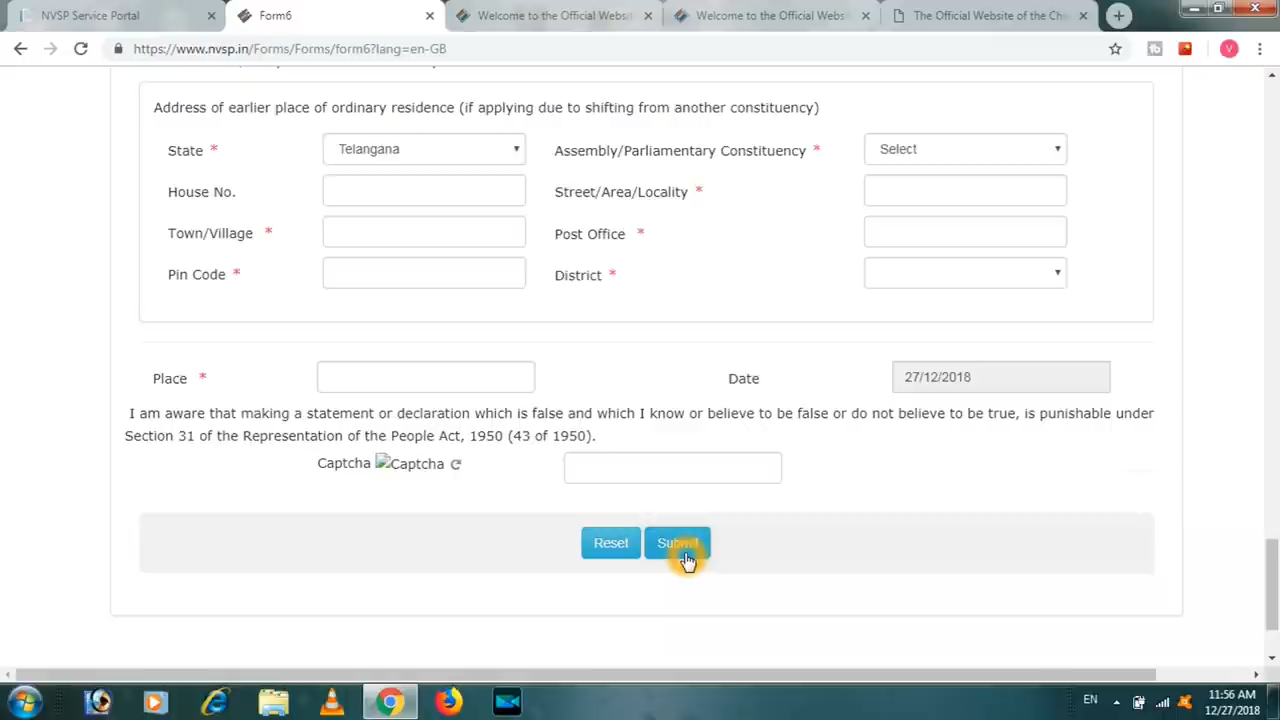 NVSP Service Portal
Form6
Welcome to the Official Websit
Welcome to the Official Websit
The Official Website of the Chi
https://www.nvsp.in/Forms/Forms/form6?lang=en-GB
V
Address of earlier place of ordinary residence (if applying due to shifting from another constituency)
State * Telangana Assembly/Parliamentary Constituency * Select
House No. Street/Area/Locality *
Town/Village * Post Office *
Pin Code * District *
Place * Date 27/12/2018
I am aware that making a statement or declaration which is false and which I know or believe to be false or do not believe to be true, is punishable under
Section 31 of the Representation of the People Act, 1950 (43 of 1950).
Captcha Captcha
Reset Submit
EN 11:56 AM
12/27/2018